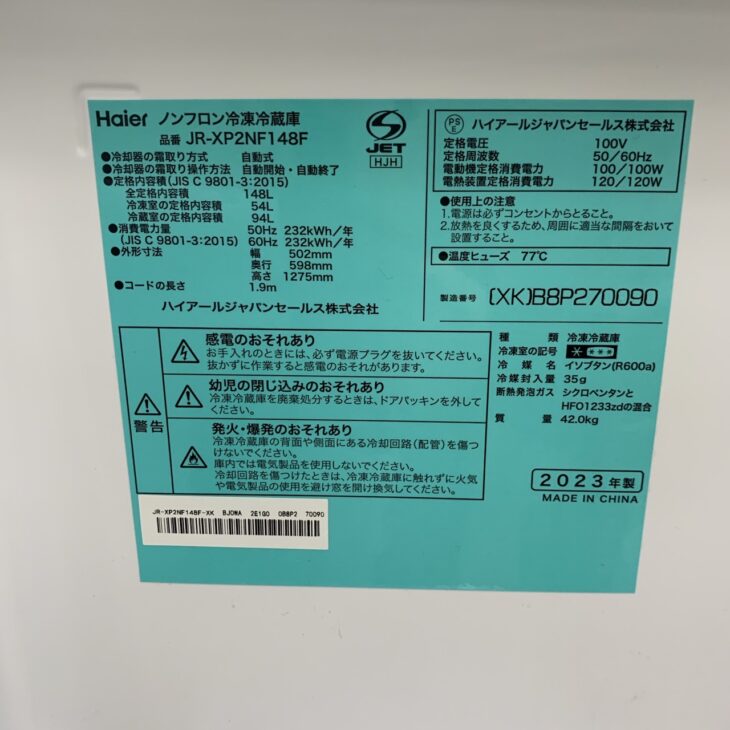 Haier ノンフロン冷凍冷蔵庫
品番 JR-XP2NF148F
●冷却器の霜取り方式 自動式
●冷却器の霜取り操作方法 自動開始・自動終了
●定格内容積(JIS C 9801-3:2015)
全定格内容積 148L
冷凍室の定格内容積 54L
冷蔵室の定格内容積 94L
●消費電力量 50Hz 232kWh/年
(JIS C 9801-3:2015) 60Hz 232kWh/年
●外形寸法 幅 502mm
奥行 598mm
高さ 1275mm
●コードの長さ 1.9m
ハイアールジャパンセールス株式会社
S
JET
HJH
PSE ハイアールジャパンセールス株式会社
定格電圧 100V
定格周波数 50/60Hz
電動機定格消費電力 100/100W
電熱装置定格消費電力 120/120W
●使用上の注意
1.電源は必ずコンセントからとること。
2.放熱を良くするため、周囲に適当な間隔をおいて
設置すること。
●温度ヒューズ 77℃
製造番号 (XK)B8P270090
警告
感電のおそれあり
お手入れのときには、必ず電源プラグを抜いてください。
抜かずに作業すると感電のおそれがあります。
幼児の閉じ込みのおそれあり
冷凍冷蔵庫を廃棄処分するときは、ドアパッキンを外して
ください。
発火・爆発のおそれあり
冷凍冷蔵庫の背面や側面にある冷却回路(配管)を傷つ
けないでください。
庫内では電気製品を使用しないでください。
冷却回路を傷つけたときは、冷凍冷蔵庫に触れずに火気
や電気製品の使用を避け窓を開け換気してください。
種類 冷凍冷蔵庫
冷凍室の記号 * ***
冷媒名 イソブタン(R600a)
冷媒封入量 35g
断熱発泡ガス シクロペンタンと
HFO1233zdの混合
質量 42.0kg
2023年製
MADE IN CHINA
JR-XP2NF148F-XK BJ0WA 2E1G0 0B8P2 70090